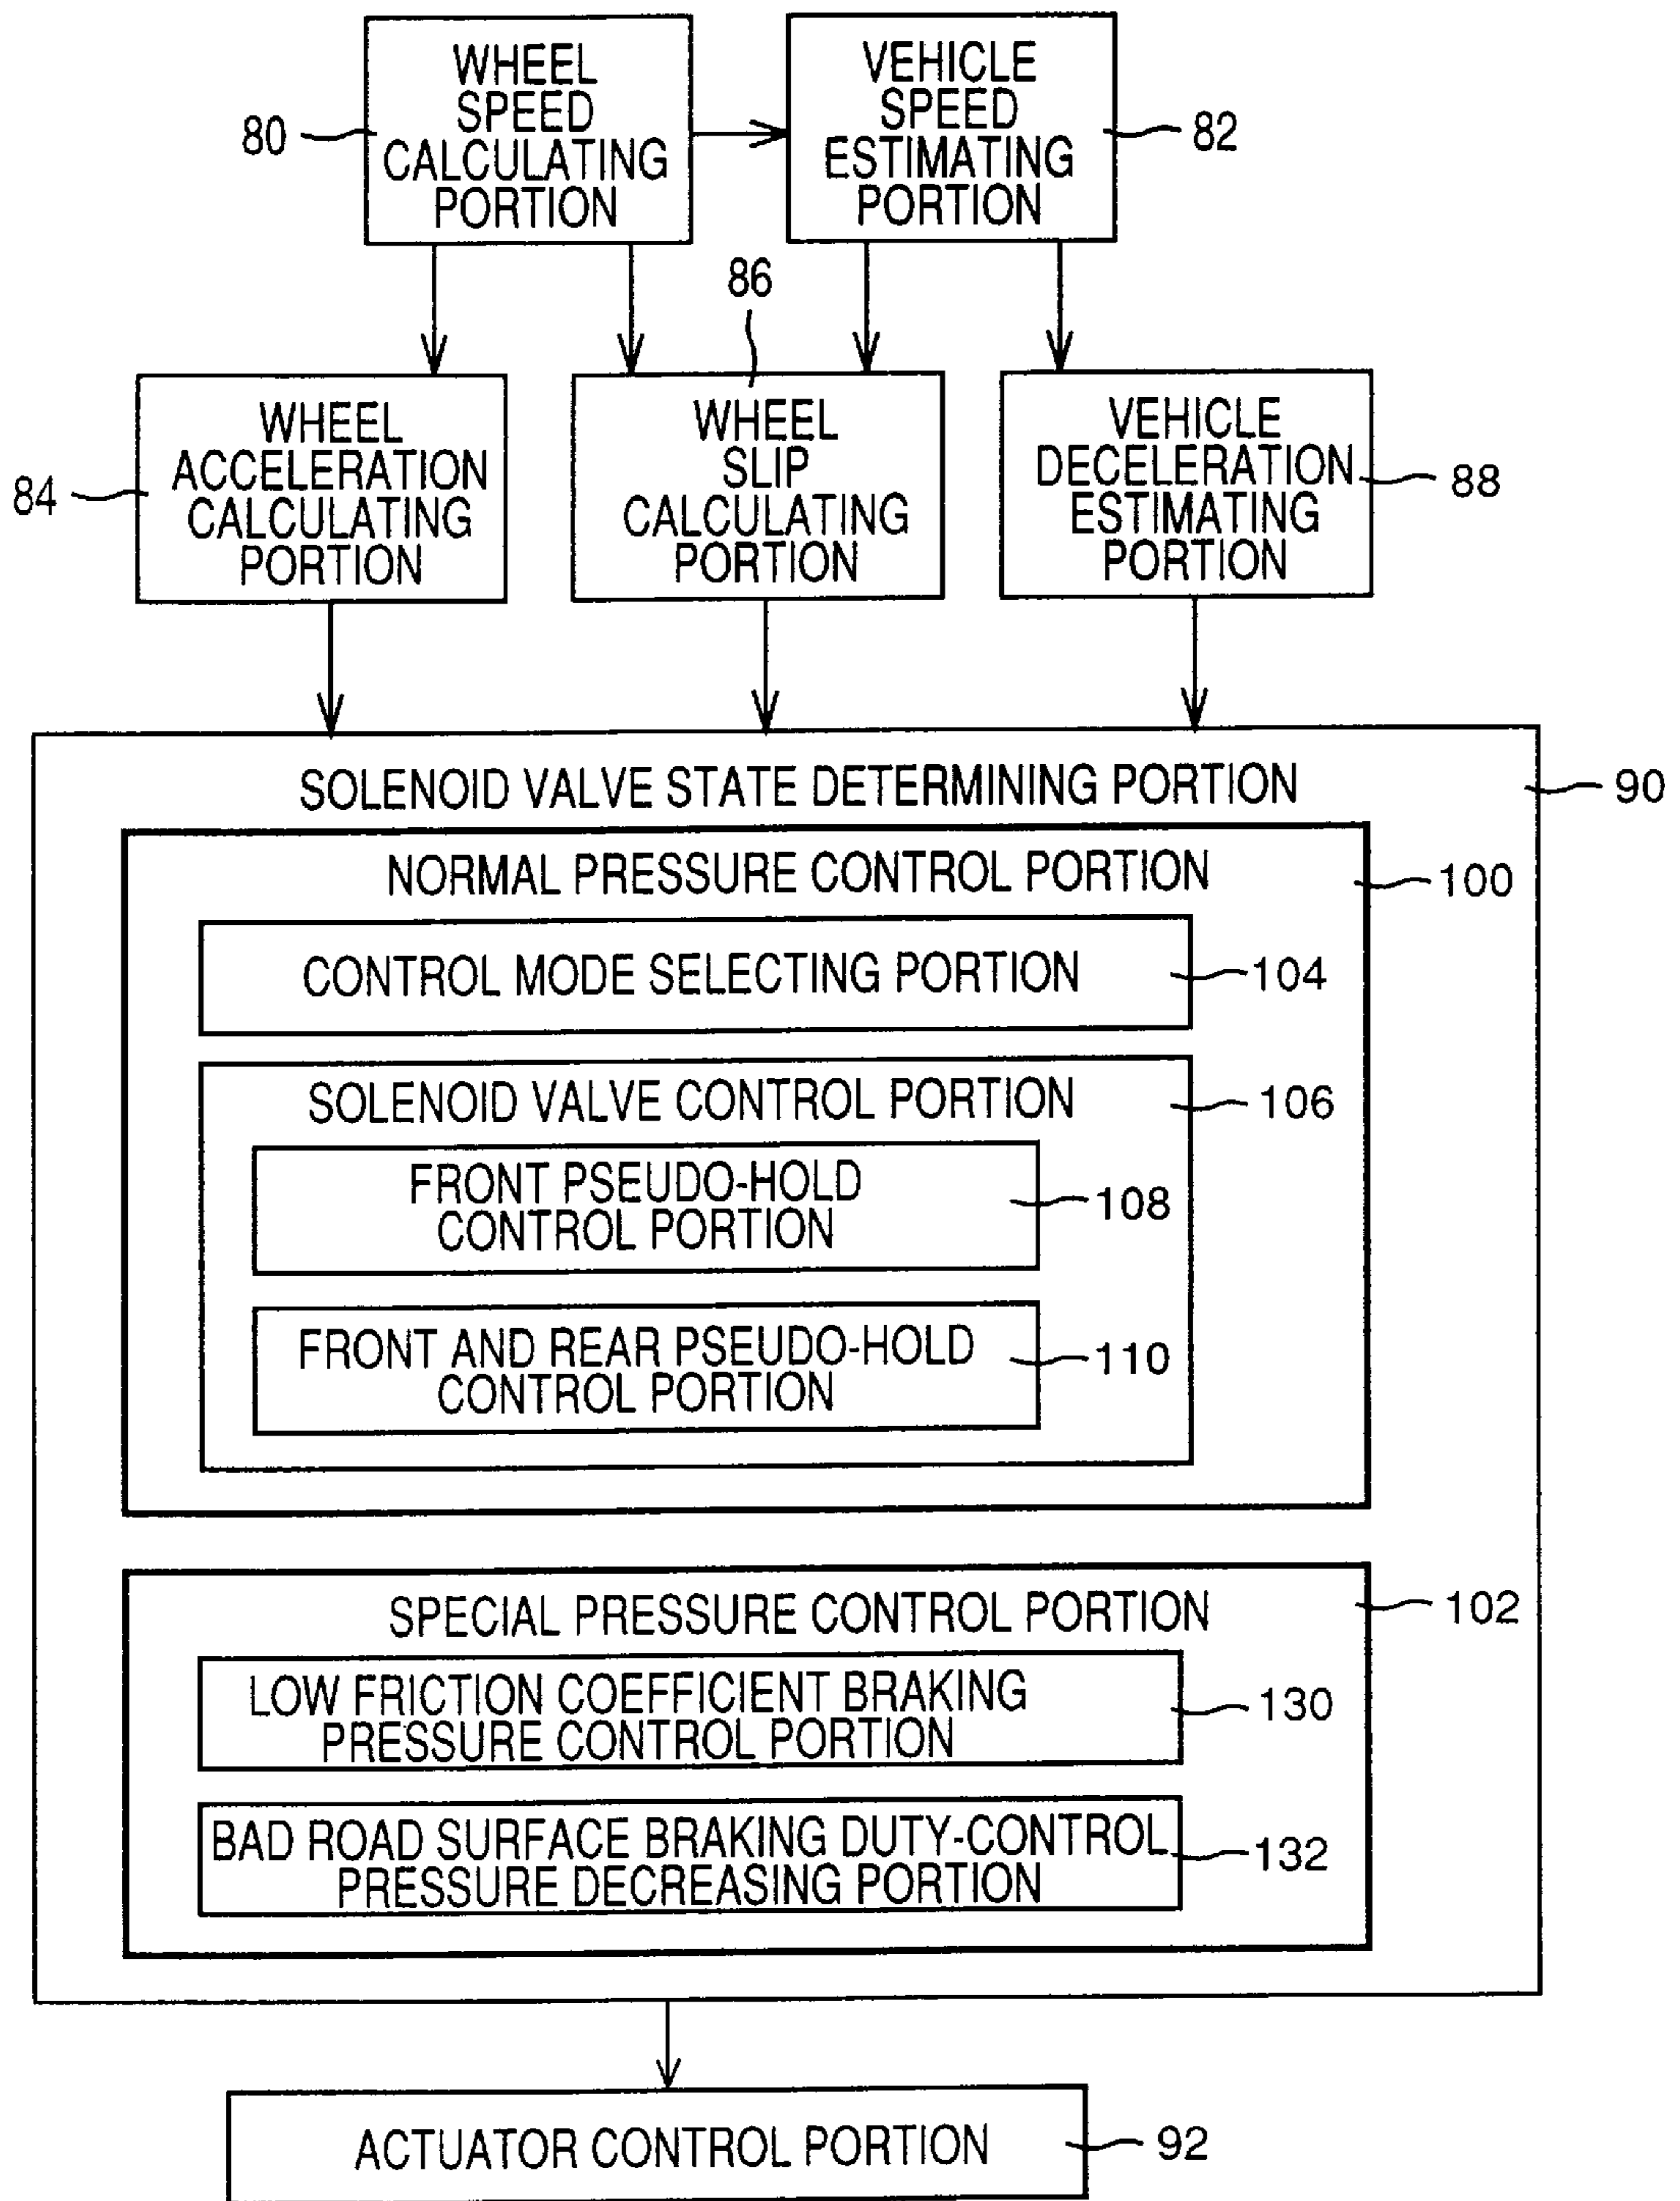 WHEEL
SPEED
CALCULATING
PORTION
80
VEHICLE
SPEED
ESTIMATING
PORTION
82
86
WHEEL
ACCELERATION
CALCULATING
PORTION
84
WHEEL
SLIP
CALCULATING
PORTION
VEHICLE
DECELERATION
ESTIMATING
PORTION
88
SOLENOID VALVE STATE DETERMINING PORTION
90
NORMAL PRESSURE CONTROL PORTION
100
CONTROL MODE SELECTING PORTION
104
SOLENOID VALVE CONTROL PORTION
106
FRONT PSEUDO-HOLD
CONTROL PORTION
108
FRONT AND REAR PSEUDO-HOLD
CONTROL PORTION
110
SPECIAL PRESSURE CONTROL PORTION
102
LOW FRICTION COEFFICIENT BRAKING
PRESSURE CONTROL PORTION
130
BAD ROAD SURFACE BRAKING DUTY-CONTROL
PRESSURE DECREASING PORTION
132
ACTUATOR CONTROL PORTION
92